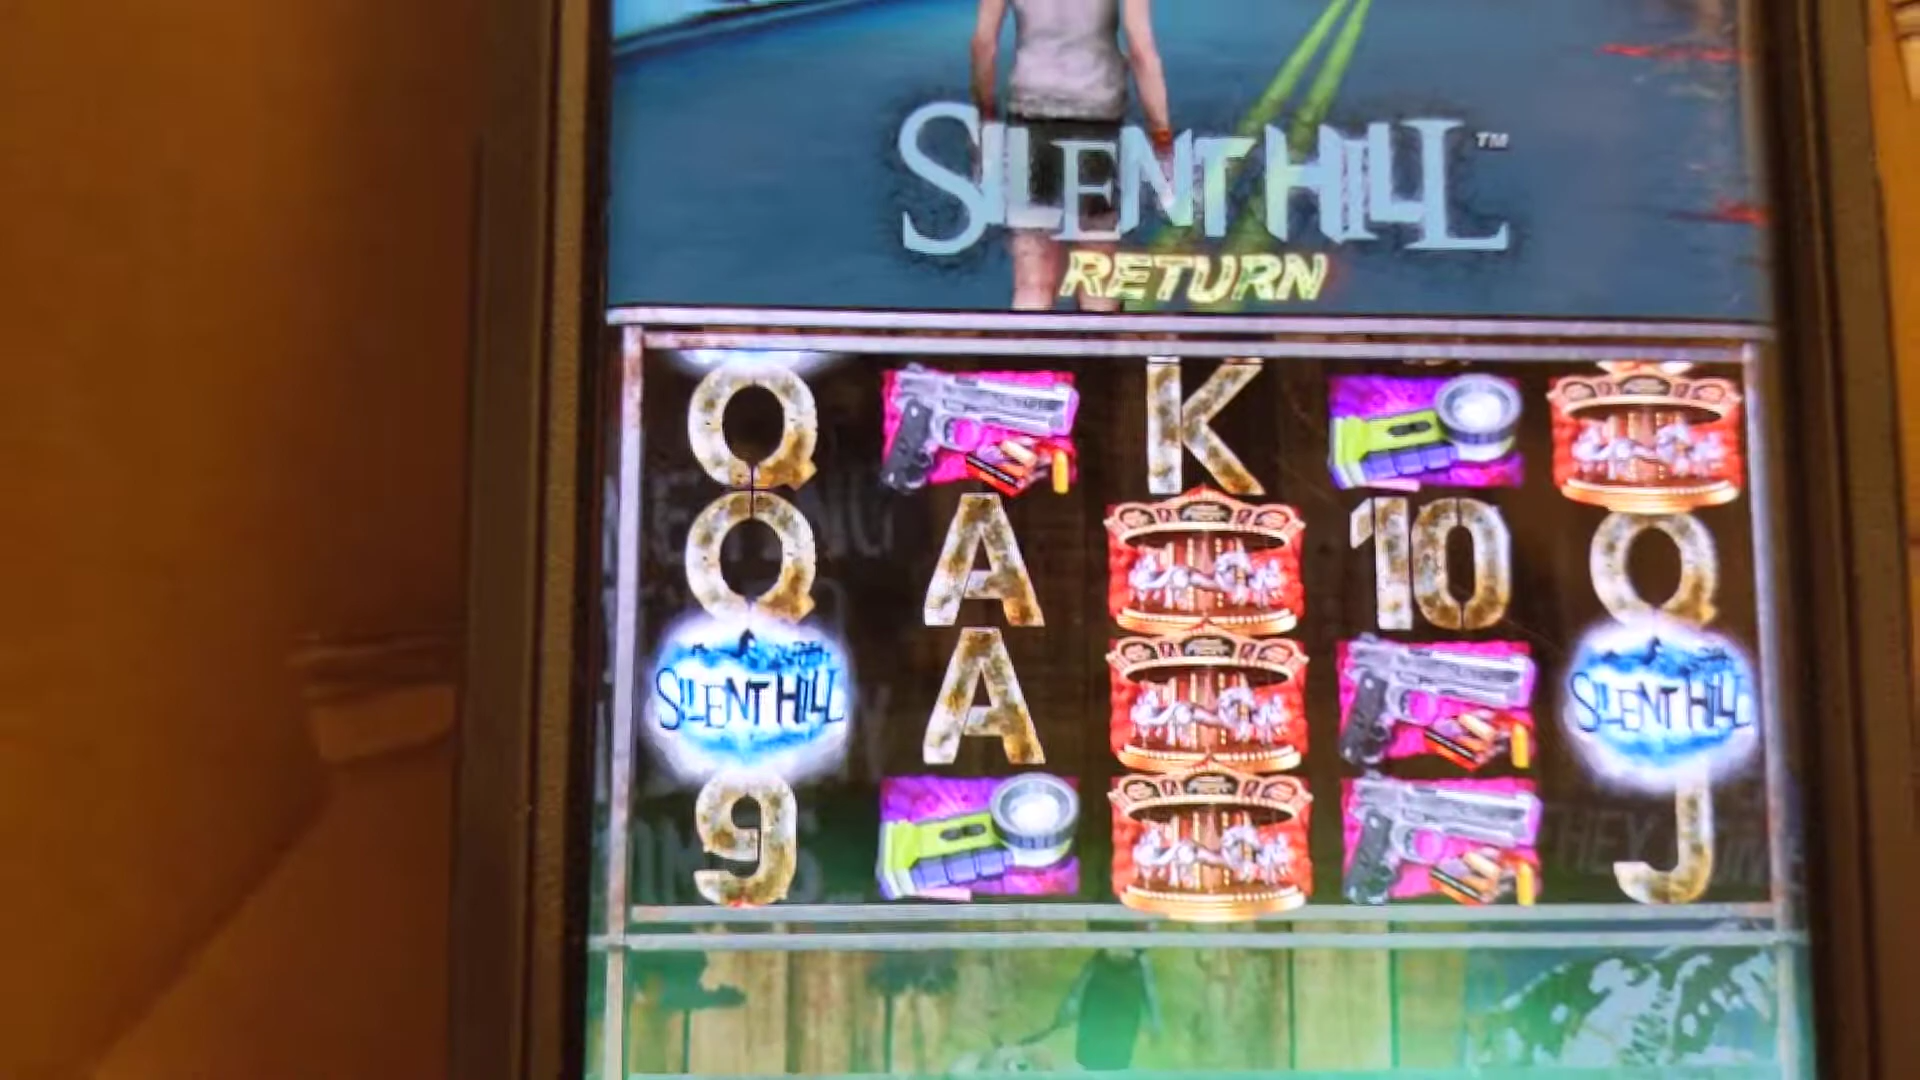 SILENT HILL™
RETURN
Q K
Q A 10 Q
SILENT HILL A SILENT HILL
9 J